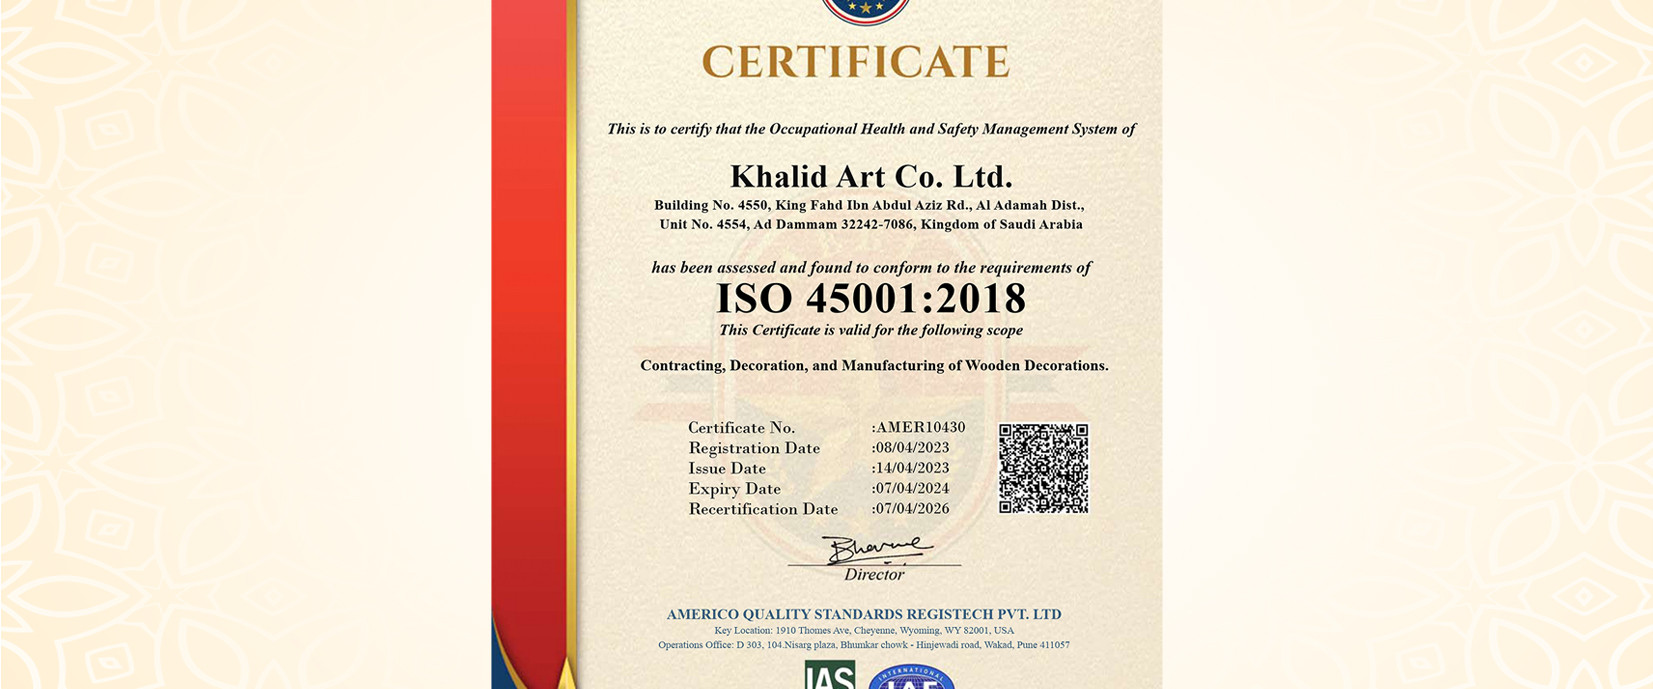 CERTIFICATE
This is to certify that the Occupational Health and Safety Management System of
Khalid Art Co. Ltd.
Building No. 4550, King Fahd Ibn Abdul Aziz Rd., Al Adamah Dist.,
Unit No. 4554, Ad Dammam 32242-7086, Kingdom of Saudi Arabia
has been assessed and found to conform to the requirements of
ISO 45001:2018
This Certificate is valid for the following scope
Contracting, Decoration, and Manufacturing of Wooden Decorations.
Certificate No. :AMER10430
Registration Date :08/04/2023
Issue Date :14/04/2023
Expiry Date :07/04/2024
Recertification Date :07/04/2026
Director
AMERICO QUALITY STANDARDS REGISTECH PVT. LTD
Key Location: 1910 Thomes Ave, Cheyenne, Wyoming, WY 82001, USA
Operations Office: D 303, 104.Nisarg plaza, Bhumkar chowk - Hinjewadi road, Wakad, Pune 411057
IAS
INTERNATIONAL
IAF